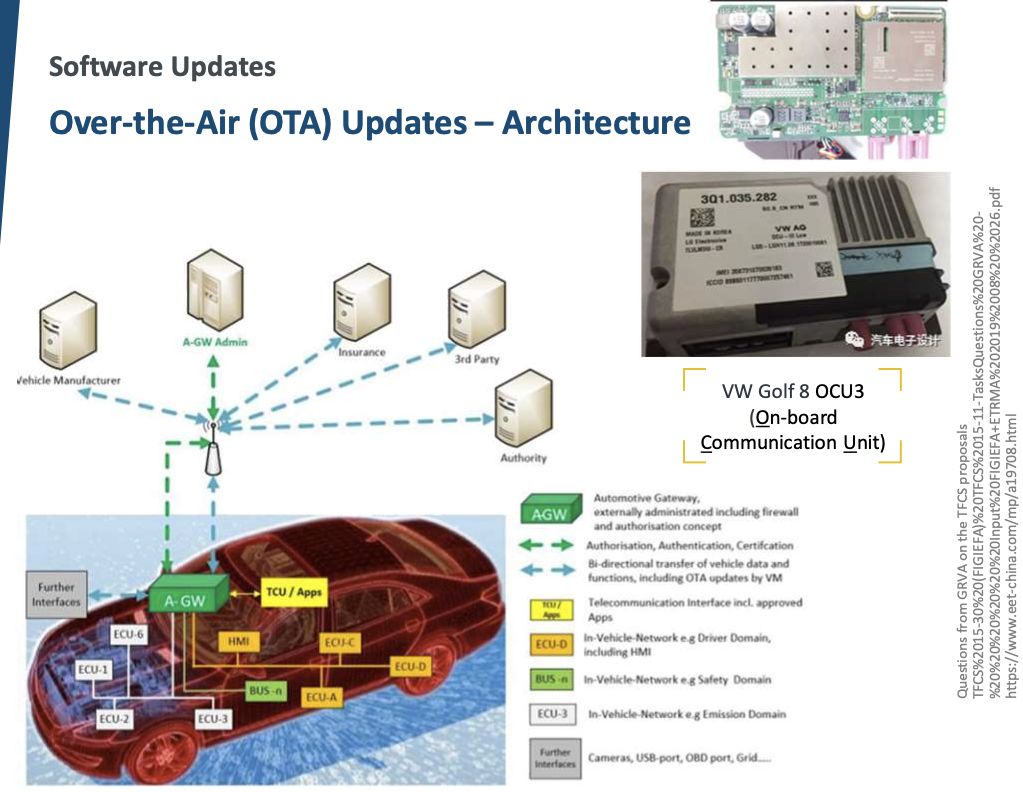 Software Updates
Over-the-Air (OTA) Updates – Architecture
3Q1.035.282
MADE IN KOREA
LG Electronics
VW AG
OCU-III Low
汽车电子设计
VW Golf 8 OCU3
(On-board
Communication Unit)
A-GW Admin
Vehicle Manufacturer
Insurance
3rd Party
Authority
Further
Interfaces
A-GW
TCU / Apps
ECU-6
HMI
ECU-C
ECU-1
ECU-D
BUS -n
ECU-A
ECU-2
ECU-3
A-GW
Automotive Gateway,
externally administrated including firewall
and authorisation concept
Authorisation, Authentication, Certifcation
Bi-directional transfer of vehicle data and
functions, including OTA updates by VM
TCU /
Apps
Telecommunication Interface incl. approved
Apps
ECU-D
In-Vehicle-Network e.g Driver Domain,
including HMI
BUS -n
In-Vehicle-Network e.g Safety Domain
ECU-3
In-Vehicle-Network e.g Emission Domain
Further
Interfaces
Cameras, USB-port, OBD port, Grid.....
Questions from GRVA on the TFCS proposals
TFCS%2015-30%20(FIGIEFA)%20TFCS%2015-11-TasksQuestions%20GRVA%20-
%20%20%20%20%20Input%20FIGIEFA+ETRMA%202019%2008%20%2026.pdf
https://www.eet-china.com/mp/a19708.html